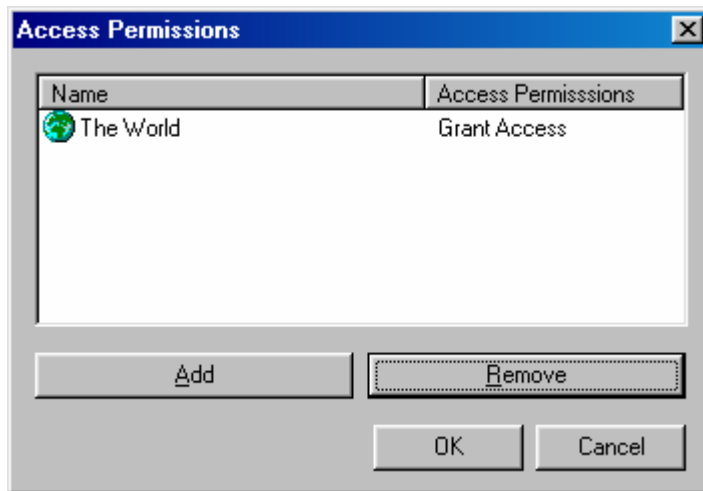 Access Permissions
Name Access Permisssions
The World Grant Access
Add Remove
OK Cancel